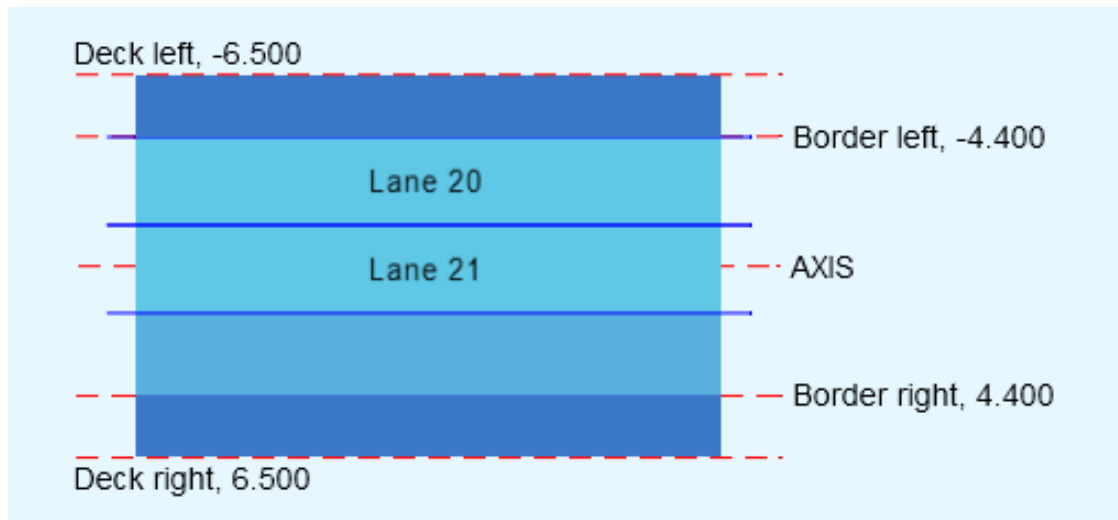 Deck left, -6.500
Border left, -4.400
Lane 20
Lane 21
AXIS
Border right, 4.400
Deck right, 6.500